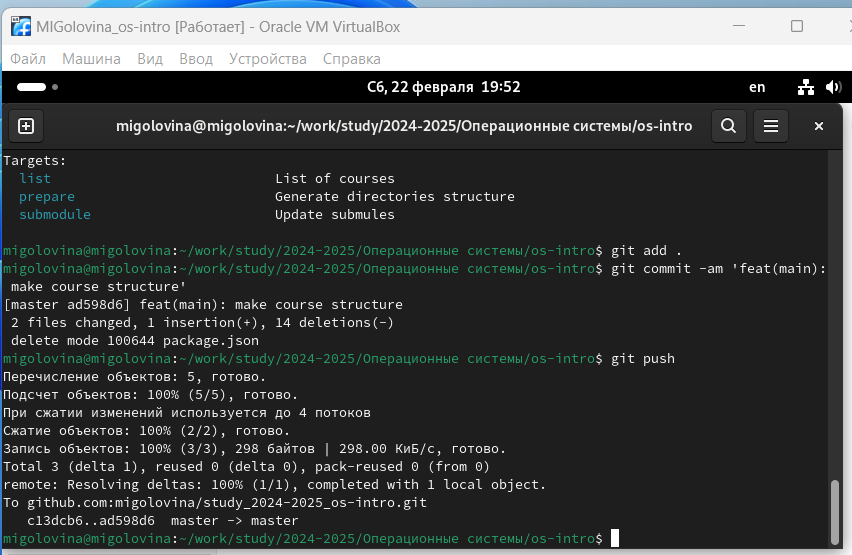 MIGolovina_os-intro [Работает] - Oracle VM VirtualBox
Файл Машина Вид Ввод Устройства Справка
Сб, 22 февраля 19:52 en
migolovina@migolovina:~/work/study/2024-2025/Операционные системы/os-intro
Targets:
list List of courses
prepare Generate directories structure
submodule Update submules
migolovina@migolovina:~/work/study/2024-2025/Операционные системы/os-intro$ git add .
migolovina@migolovina:~/work/study/2024-2025/Операционные системы/os-intro$ git commit -am 'feat(main):
make course structure'
[master ad598d6] feat(main): make course structure
2 files changed, 1 insertion(+), 14 deletions(-)
delete mode 100644 package.json
migolovina@migolovina:~/work/study/2024-2025/Операционные системы/os-intro$ git push
Перечисление объектов: 5, готово.
Подсчет объектов: 100% (5/5), готово.
При сжатии изменений используется до 4 потоков
Сжатие объектов: 100% (2/2), готово.
Запись объектов: 100% (3/3), 298 байтов | 298.00 КиБ/с, готово.
Total 3 (delta 1), reused 0 (delta 0), pack-reused 0 (from 0)
remote: Resolving deltas: 100% (1/1), completed with 1 local object.
To github.com:migolovina/study_2024-2025_os-intro.git
c13dcb6..ad598d6 master -> master
migolovina@migolovina:~/work/study/2024-2025/Операционные системы/os-intro$